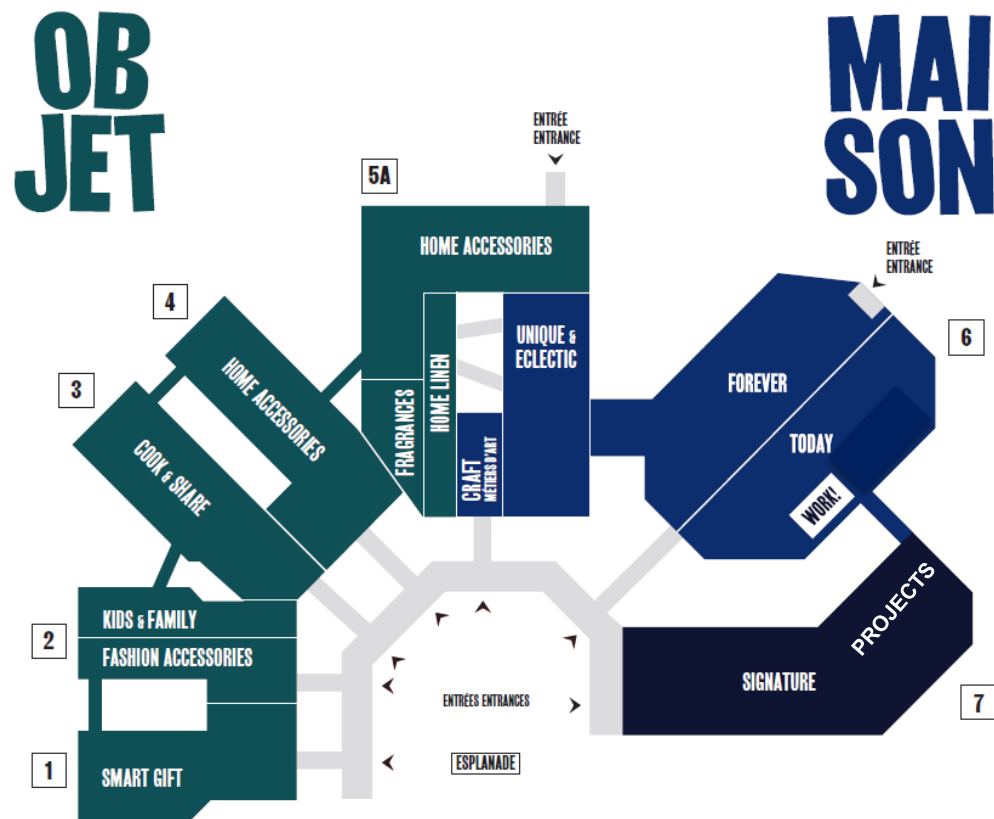 OB
JET
MAI
SON
ENTRÉE
ENTRANCE
5A
HOME ACCESSORIES
ENTRÉE
ENTRANCE
4
6
UNIQUE &
ECLECTIC
HOME LINEN
FRAGRANCES
CRAFT
MÉTIERS D'ART
HOME ACCESSORIES
3
COOK & SHARE
FOREVER
TODAY
WORK!
PROJECTS
KIDS & FAMILY
2
FASHION ACCESSORIES
SIGNATURE
7
ENTRÉES ENTRANCES
ESPLANADE
1
SMART GIFT